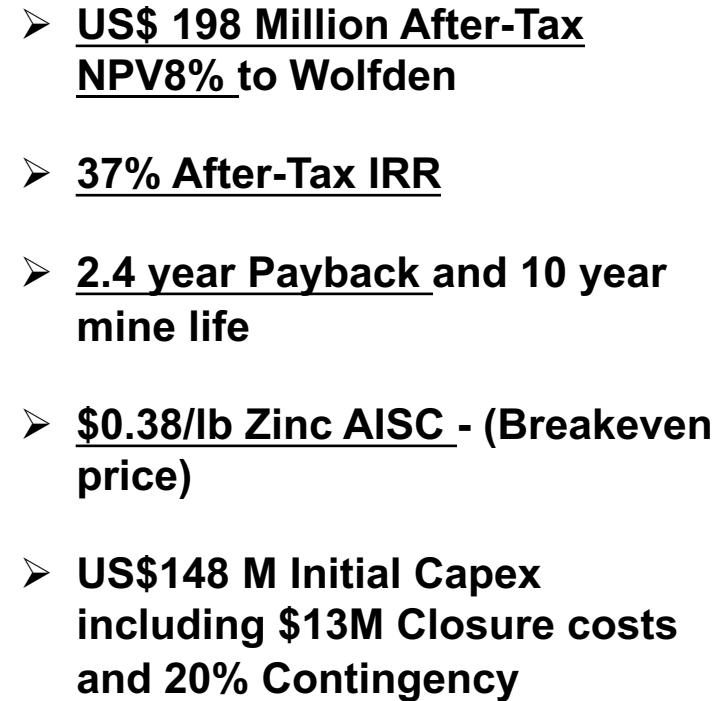 ➢ US$ 198 Million After-Tax
NPV8% to Wolfden
➢ 37% After-Tax IRR
➢ 2.4 year Payback and 10 year
mine life
➢ $0.38/lb Zinc AISC - (Breakeven
price)
➢ US$148 M Initial Capex
including $13M Closure costs
and 20% Contingency